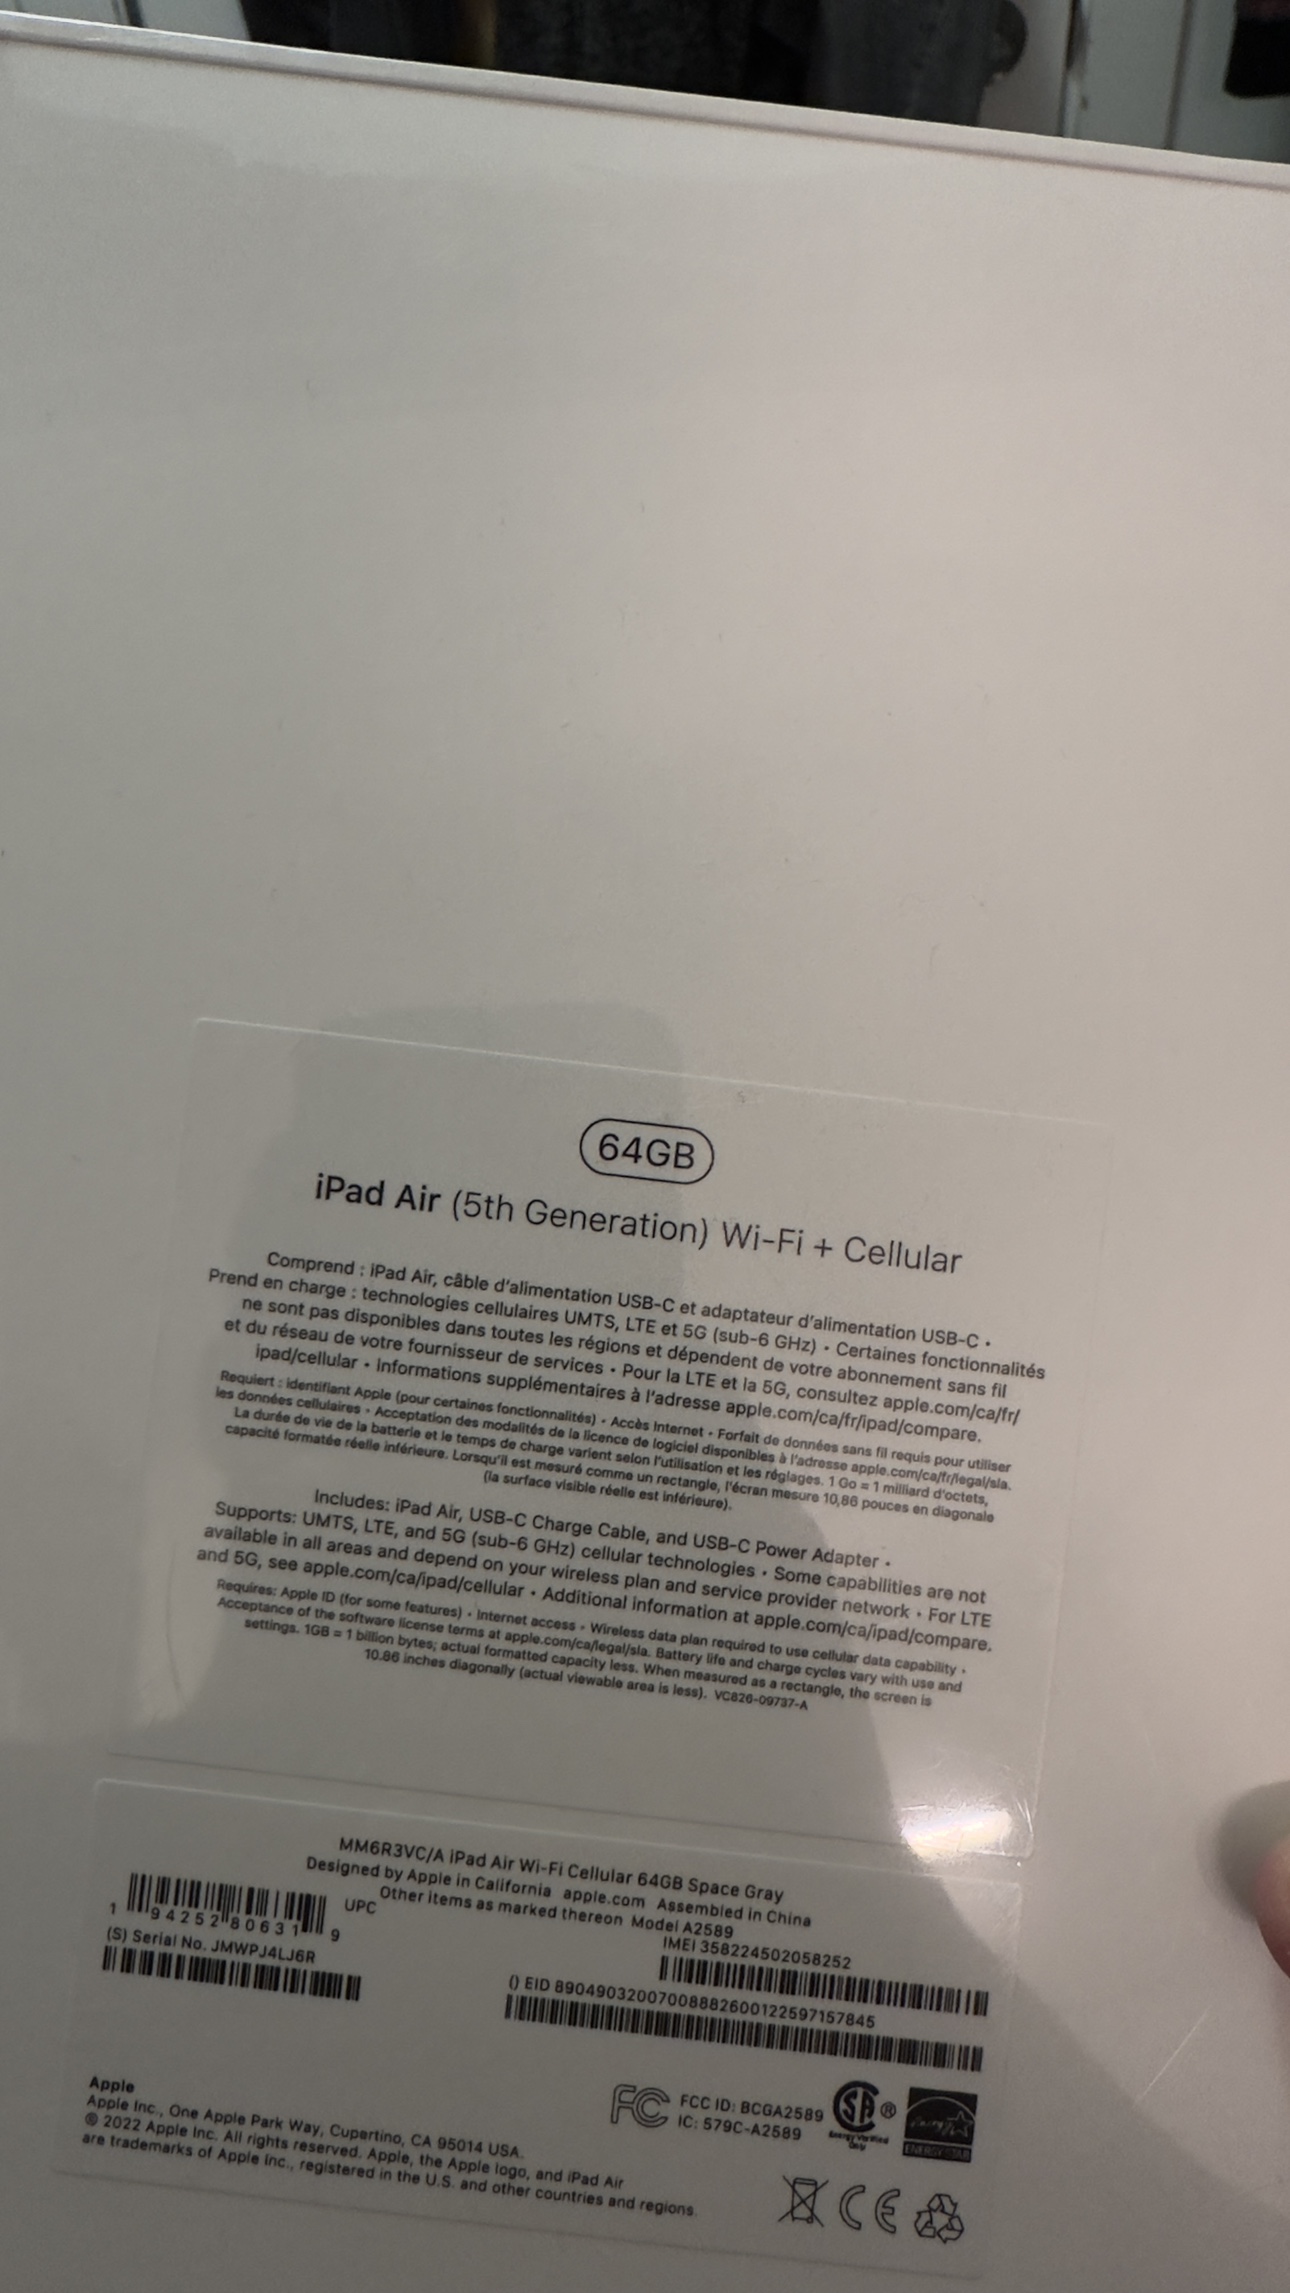 64GB
iPad Air (5th Generation) Wi-Fi + Cellular
Comprend : iPad Air, câble d'alimentation USB-C et adaptateur d'alimentation USB-C •
Prend en charge : technologies cellulaires UMTS, LTE et 5G (sub-6 GHz) • Certaines fonctionnalités
ne sont pas disponibles dans toutes les régions et dépendent de votre abonnement sans fil
et du réseau de votre fournisseur de services • Pour la LTE et la 5G, consultez apple.com/ca/fr/
ipad/cellular • Informations supplémentaires à l'adresse apple.com/ca/fr/ipad/compare.
Requiert : identifiant Apple (pour certaines fonctionnalités) • Accès Internet • Forfait de données sans fil requis pour utiliser
les données cellulaires • Acceptation des modalités de la licence de logiciel disponibles à l'adresse apple.com/ca/fr/legal/sla.
La durée de vie de la batterie et le temps de charge varient selon l'utilisation et les réglages. 1 Go = 1 milliard d'octets,
capacité formatée réelle inférieure. Lorsqu'il est mesuré comme un rectangle, l'écran mesure 10,86 pouces en diagonale
(la surface visible réelle est inférieure).
Includes: iPad Air, USB-C Charge Cable, and USB-C Power Adapter •
Supports: UMTS, LTE, and 5G (sub-6 GHz) cellular technologies • Some capabilities are not
available in all areas and depend on your wireless plan and service provider network • For LTE
and 5G, see apple.com/ca/ipad/cellular • Additional information at apple.com/ca/ipad/compare.
Requires: Apple ID (for some features) • Internet access • Wireless data plan required to use cellular data capability •
Acceptance of the software license terms at apple.com/ca/legal/sla. Battery life and charge cycles vary with use and
settings. 1GB = 1 billion bytes; actual formatted capacity less. When measured as a rectangle, the screen is
10.86 inches diagonally (actual viewable area is less). VC826-09737-A
MM6R3VC/A iPad Air Wi-Fi Cellular 64GB Space Gray
Designed by Apple in California apple.com Assembled in China
Other items as marked thereon Model A2589
1 94252 80631 9
UPC
(S) Serial No. JMWPJ4LJ6R
IMEI 358224502058252
() EID 89049032007008882600122597157845
Apple
Apple Inc., One Apple Park Way, Cupertino, CA 95014 USA.
® 2022 Apple Inc. All rights reserved. Apple, the Apple logo, and iPad Air
are trademarks of Apple Inc., registered in the U.S. and other countries and regions.
FC FCC ID: BCGA2589
IC: 579C-A2589
SA ®
Energy Verified
Only
energy
ENERGY STAR
CE